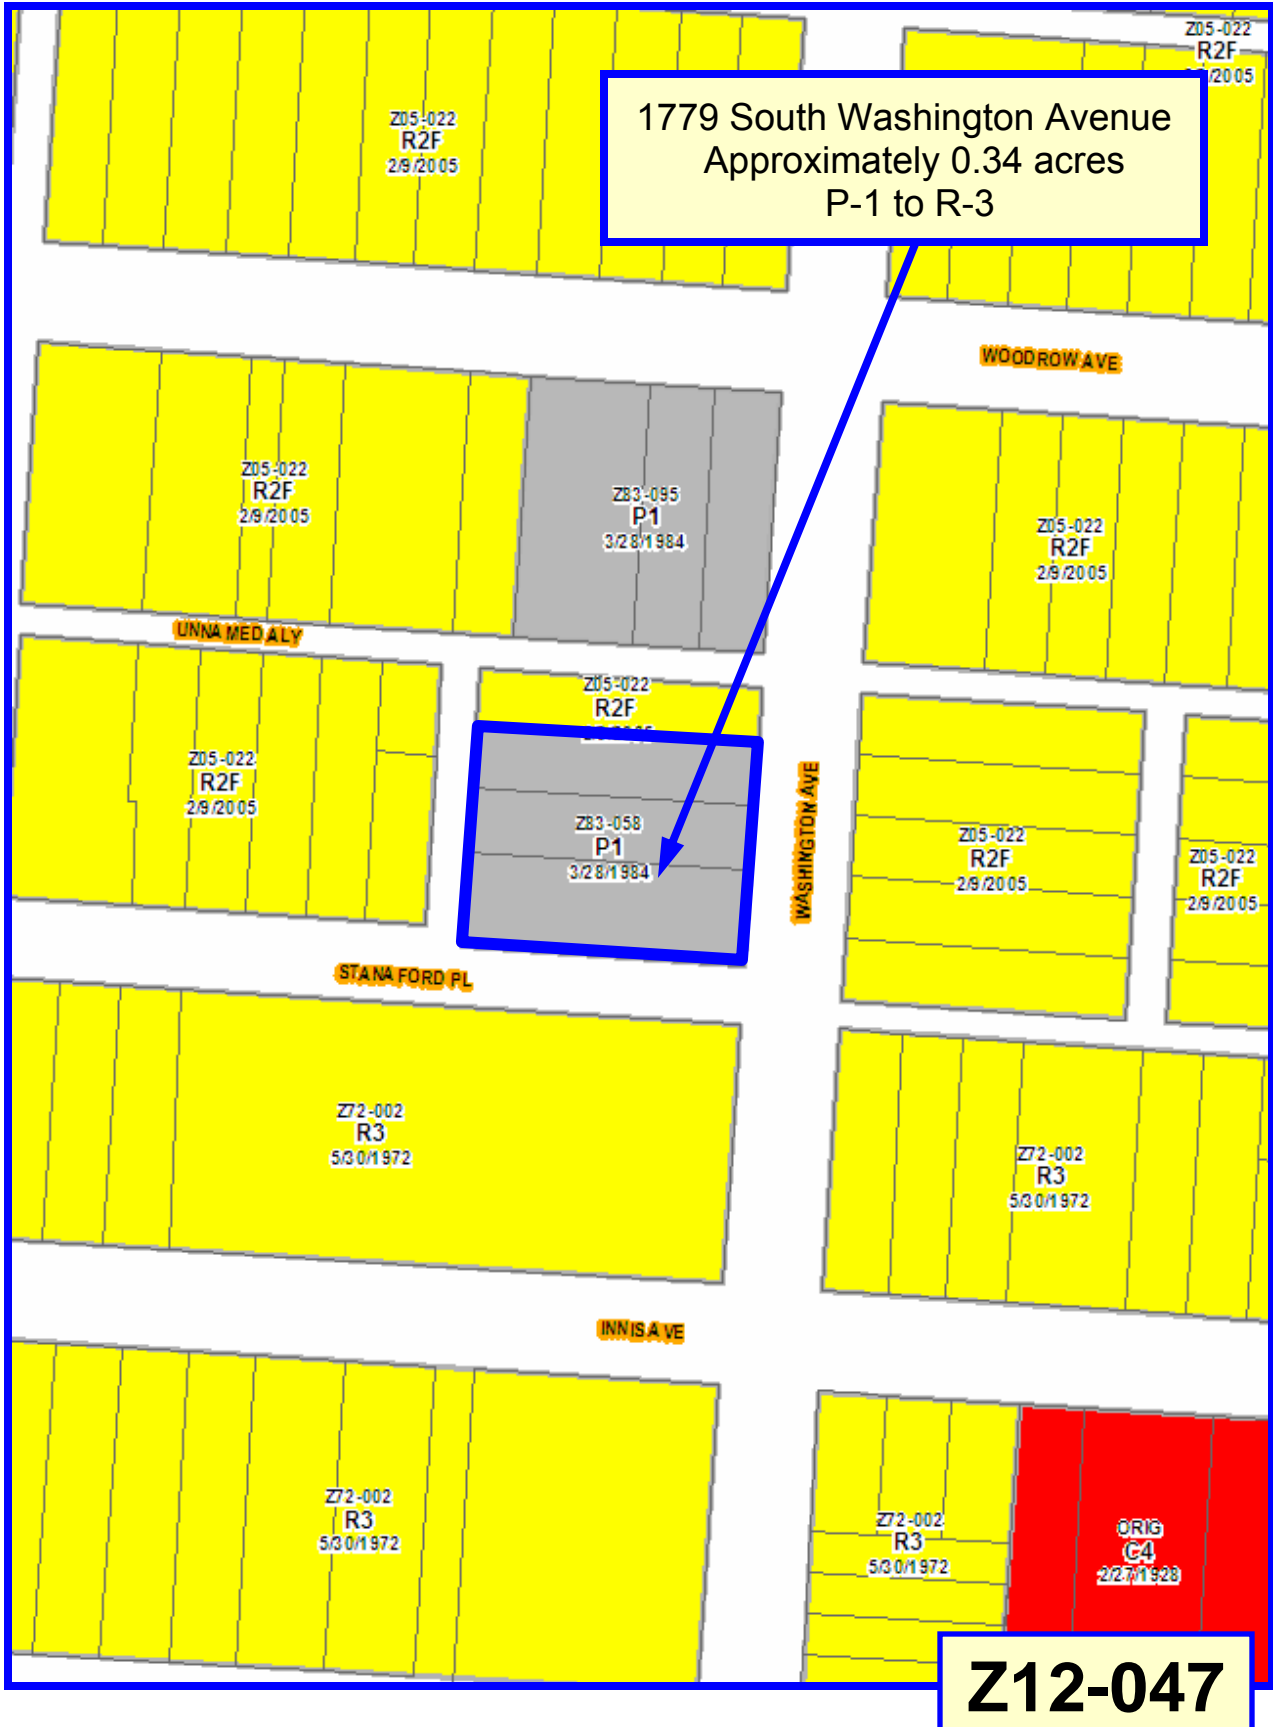 Z05-022
R2F
/2005
1779 South Washington Avenue
Approximately 0.34 acres
P-1 to R-3
Z05-022
R2F
2/9/2005
WOODROW AVE
Z05-022
R2F
2/9/2005
Z83-095
P1
3/28/1984
Z05-022
R2F
2/9/2005
UNNAMED ALY
Z05-022
R2F
Z05-022
R2F
2/9/2005
Z83-058
P1
3/28/1984
WASHINGTON AVE
Z05-022
R2F
2/9/2005
Z05-022
R2F
2/9/2005
STANAFORD PL
Z72-002
R3
5/30/1972
Z72-002
R3
5/30/1972
INNIS AVE
Z72-002
R3
5/30/1972
Z72-002
R3
5/30/1972
ORIG
C4
2/27/1928
Z12-047